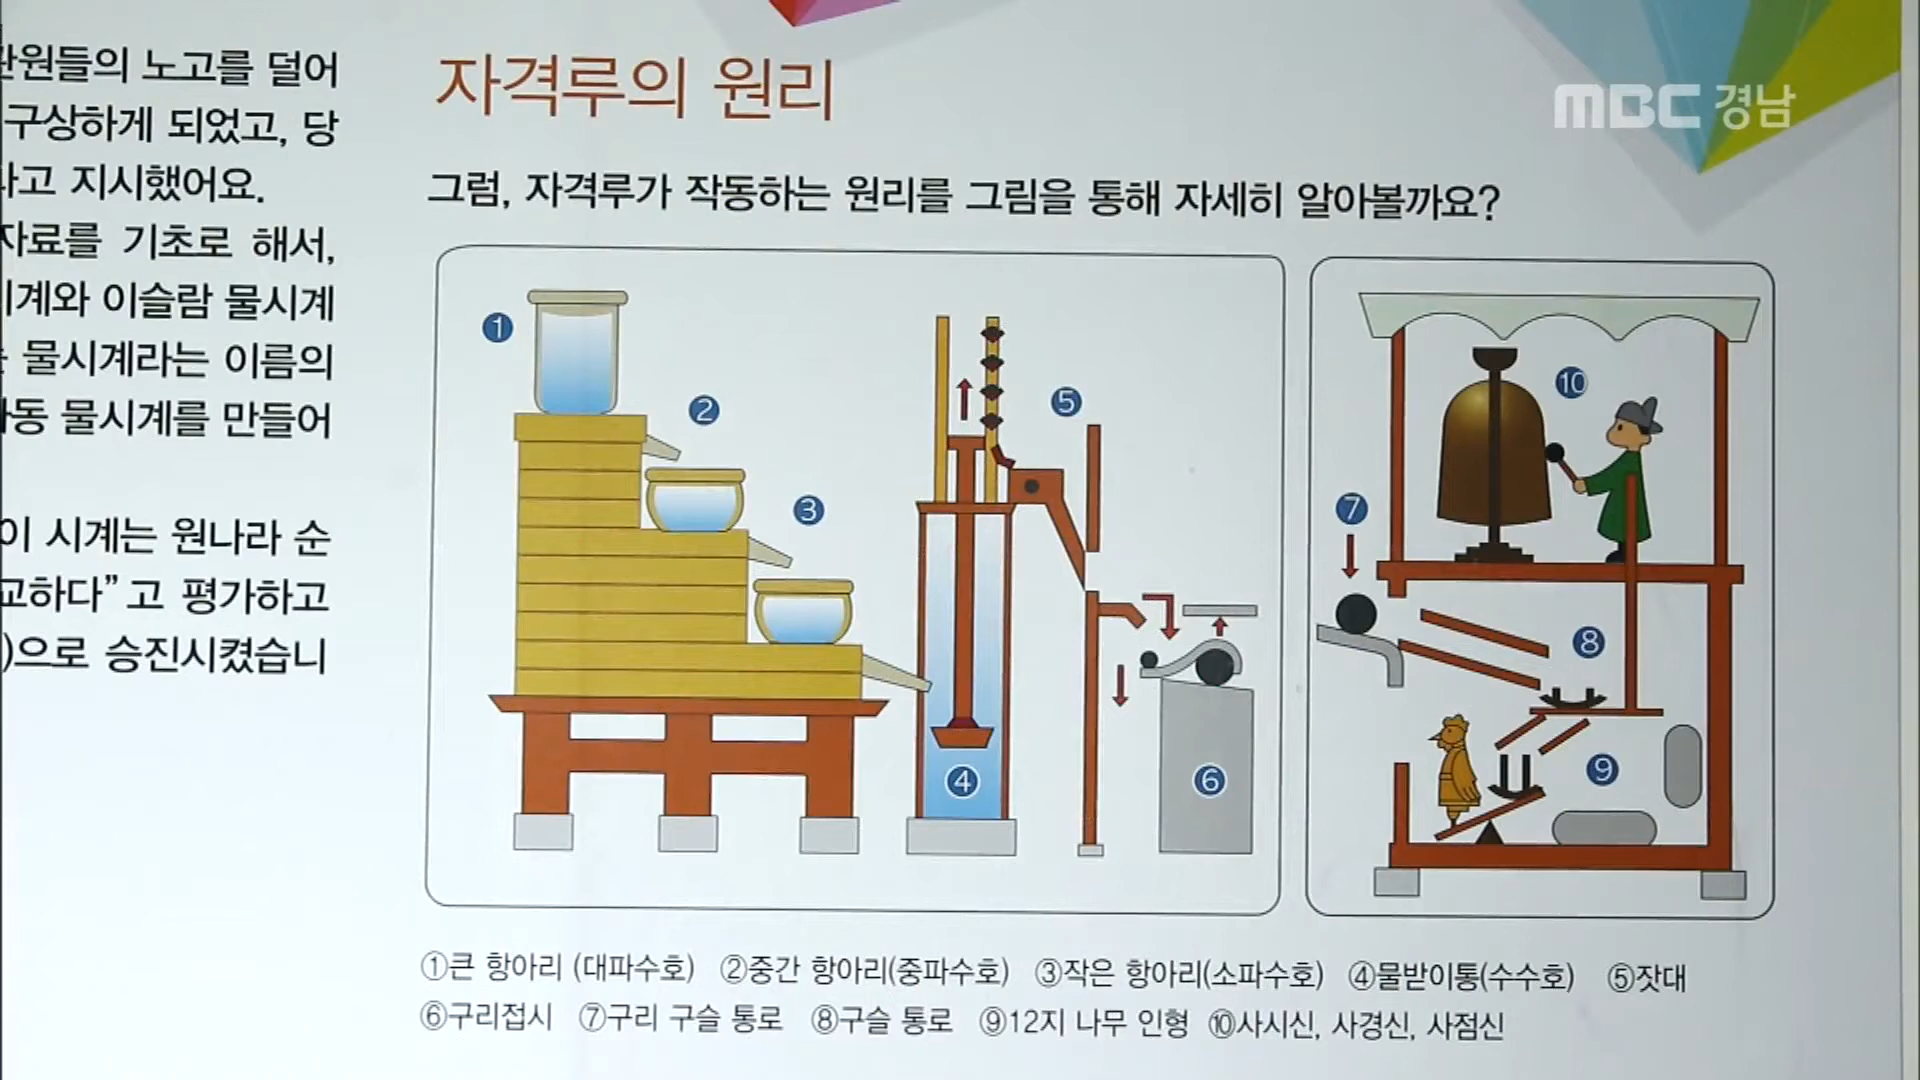 관원들의 노고를 덜어
구상하게 되었고, 당
라고 지시했어요.
자료를 기초로 해서,
시계와 이슬람 물시계
는 물시계라는 이름의
자동 물시계를 만들어
이 시계는 원나라 순
교하다”고 평가하고
)으로 승진시켰습니
자격루의 원리
MBC 경남
그럼, 자격루가 작동하는 원리를 그림을 통해 자세히 알아볼까요?
1
2
3
4
5
6
7
8
9
10
①큰 항아리 (대파수호) ②중간 항아리(중파수호) ③작은 항아리(소파수호) ④물받이통(수수호) ⑤잣대
⑥구리접시 ⑦구리 구슬 통로 ⑧구슬 통로 ⑨12지 나무 인형 ⑩사시신, 사경신, 사점신